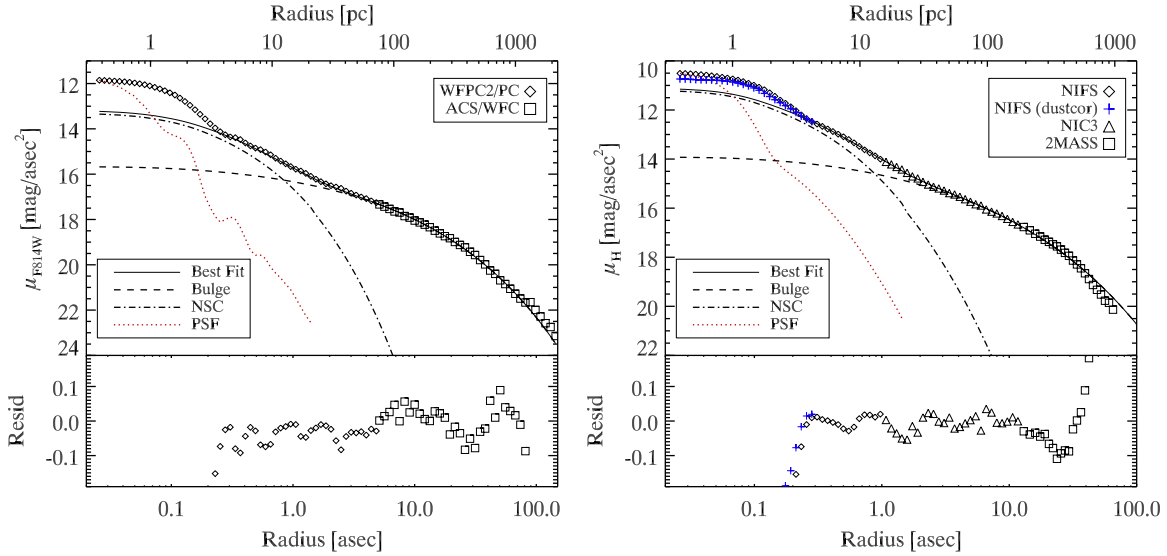 Radius [pc]
1 10 100 1000
12
14
16
18
20
22
24
μF814W [mag/asec²]
WFPC2/PC
ACS/WFC
Best Fit
Bulge
NSC
PSF
0.1
0.0
-0.1
Resid
0.1 1.0 10.0 100.0
Radius [asec]
Radius [pc]
1 10 100 1000
10
12
14
16
18
20
22
μH [mag/asec²]
NIFS
NIFS (dustcor)
NIC3
2MASS
Best Fit
Bulge
NSC
PSF
0.1
0.0
-0.1
Resid
0.1 1.0 10.0 100.0
Radius [asec]